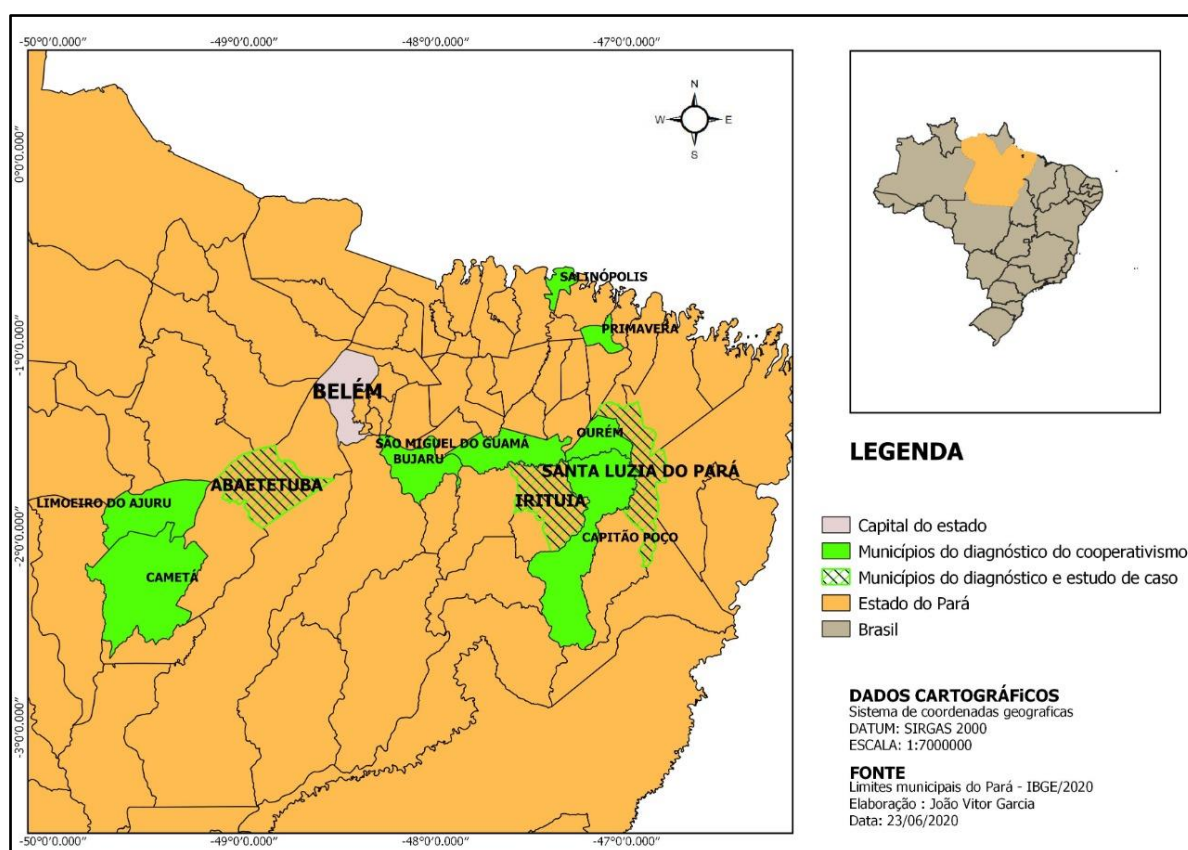 -50°0'0.000"
-49°0'0.000"
-48°0'0.000"
-47°0'0.000"
N
W
E
S
0°0'0.000"
-1°0'0.000"
-2°0'0.000"
-3°0'0.000"
SALINÓPOLIS
PRIMAVERA
BELÉM
OURÉM
SÃO MIGUEL DO GUAMÁ
BUJARU
SANTA LUZIA DO PARÁ
ABAETETUBA
IRITUIA
LIMOEIRO DO AJURU
CAPITÃO POÇO
CAMETÁ
-50°0'0.000"
-49°0'0.000"
-48°0'0.000"
-47°0'0.000"
LEGENDA
Capital do estado
Municípios do diagnóstico do cooperativismo
Municípios do diagnóstico e estudo de caso
Estado do Pará
Brasil
DADOS CARTOGRÁFiCOS
Sistema de coordenadas geograficas
DATUM: SIRGAS 2000
ESCALA: 1:7000000
FONTE
Limites municipais do Pará - IBGE/2020
Elaboração : João Vitor Garcia
Data: 23/06/2020